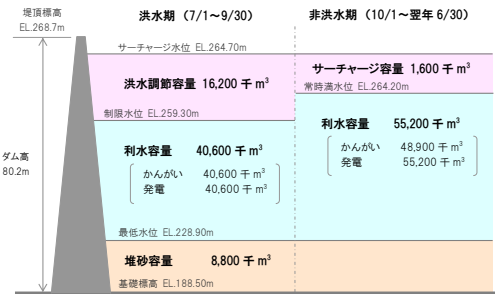 堤頂標高
EL.268.7m
洪水期（7/1～9/30）
非洪水期（10/1～翌年 6/30）
サーチャージ水位 EL.264.70m
洪水調節容量 16,200 千 m³
サーチャージ容量 1,600 千 m³
常時満水位 EL.264.20m
制限水位 EL.259.30m
利水容量 55,200 千 m³
かんがい 48,900 千 m³
発電 55,200 千 m³
利水容量 40,600 千 m³
かんがい 40,600 千 m³
発電 40,600 千 m³
ダム高
80.2m
最低水位 EL.228.90m
堆砂容量 8,800 千 m³
基礎標高 EL.188.50m